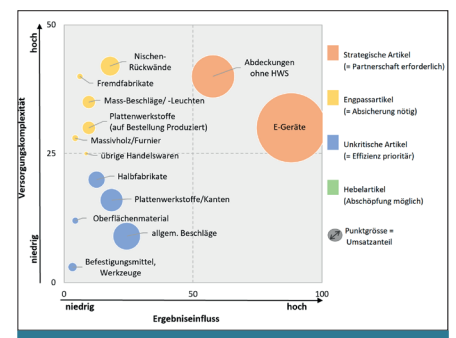 50
hoch
Versorgungskomplexität
25
niedrig
0
Nischen-
Rückwände
Fremdfabrikate
Mass-Beschläge/ -Leuchten
Plattenwerkstoffe
(auf Bestellung Produziert)
Massivholz/Furnier
übrige Handelswaren
Halbfabrikate
Plattenwerkstoffe/Kanten
Oberflächenmaterial
allgem. Beschläge
Befestigungsmittel,
Werkzeuge
Abdeckungen
ohne HWS
E-Geräte
0
50
100
niedrig
hoch
Ergebniseinfluss
Strategische Artikel
(= Partnerschaft erforderlich)
Engpassartikel
(= Absicherung nötig)
Unkritische Artikel
(= Effizienz prioritär)
Hebelartikel
(Abschöpfung möglich)
Punktgrösse =
Umsatzanteil